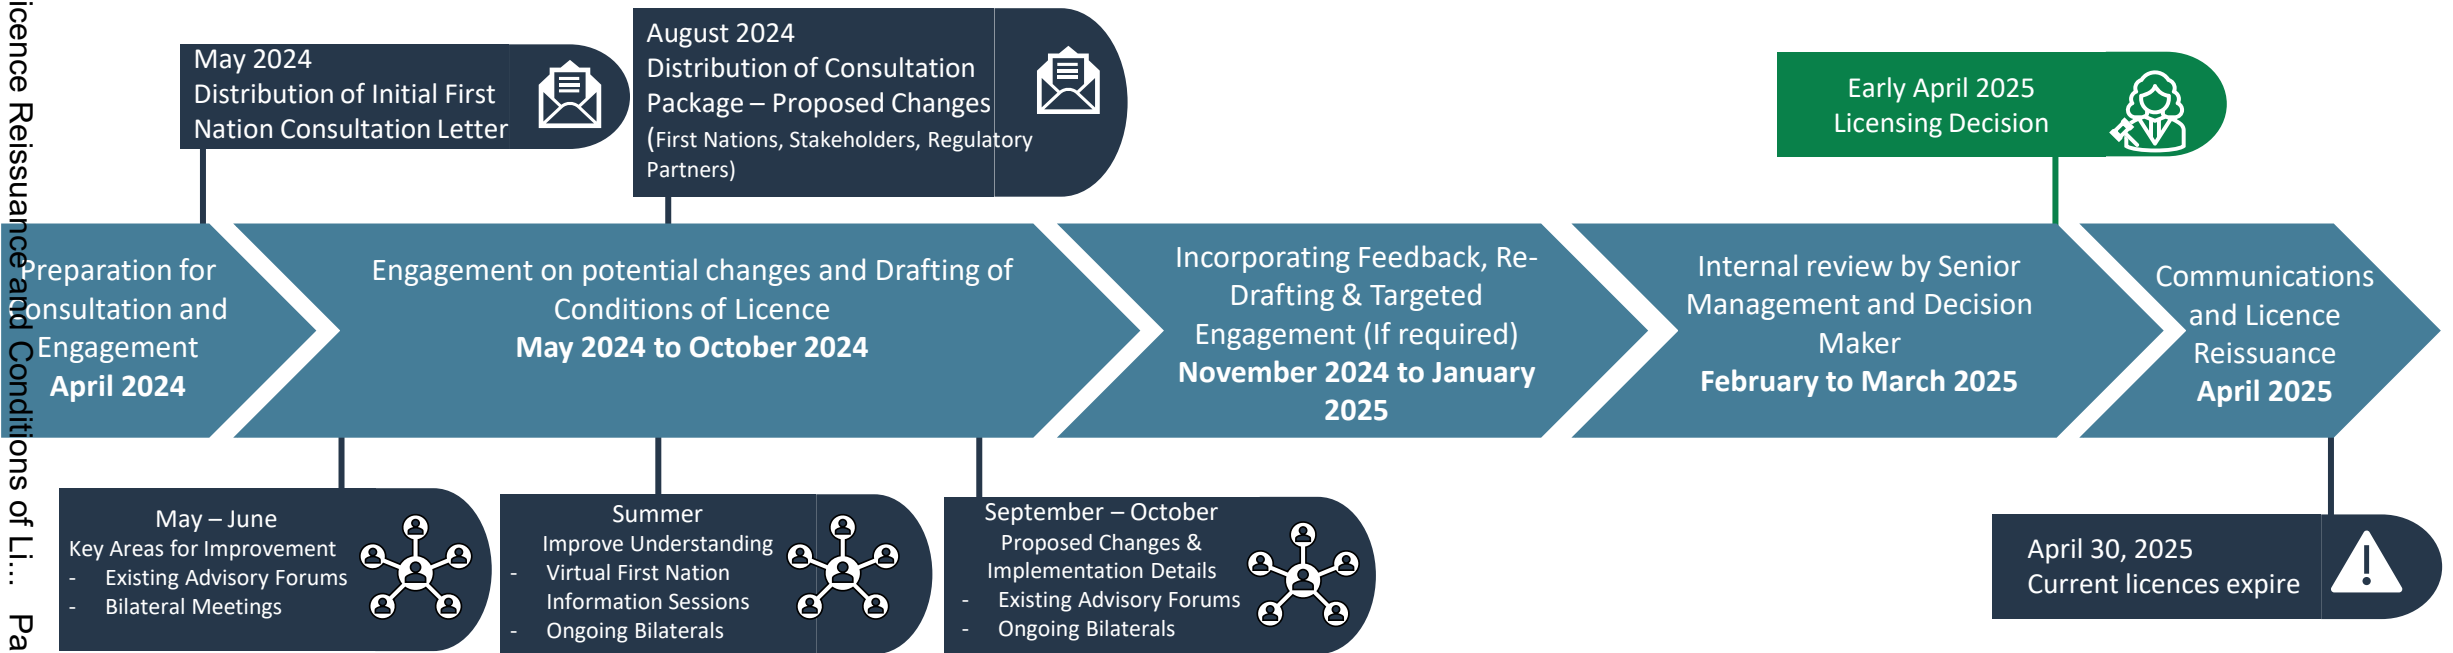 May 2024
Distribution of Initial First
Nation Consultation Letter
August 2024
Distribution of Consultation
Package – Proposed Changes
(First Nations, Stakeholders, Regulatory
Partners)
Early April 2025
Licensing Decision
Preparation for
Consultation and
Engagement
April 2024
Engagement on potential changes and Drafting of
Conditions of Licence
May 2024 to October 2024
Incorporating Feedback, Re-
Drafting & Targeted
Engagement (If required)
November 2024 to January
2025
Internal review by Senior
Management and Decision
Maker
February to March 2025
Communications
and Licence
Reissuance
April 2025
May – June
Key Areas for Improvement
- Existing Advisory Forums
- Bilateral Meetings
Summer
Improve Understanding
- Virtual First Nation
Information Sessions
- Ongoing Bilaterals
September – October
Proposed Changes &
Implementation Details
- Existing Advisory Forums
- Ongoing Bilaterals
April 30, 2025
Current licences expire
icence Reissuance and Conditions of Li... Pa